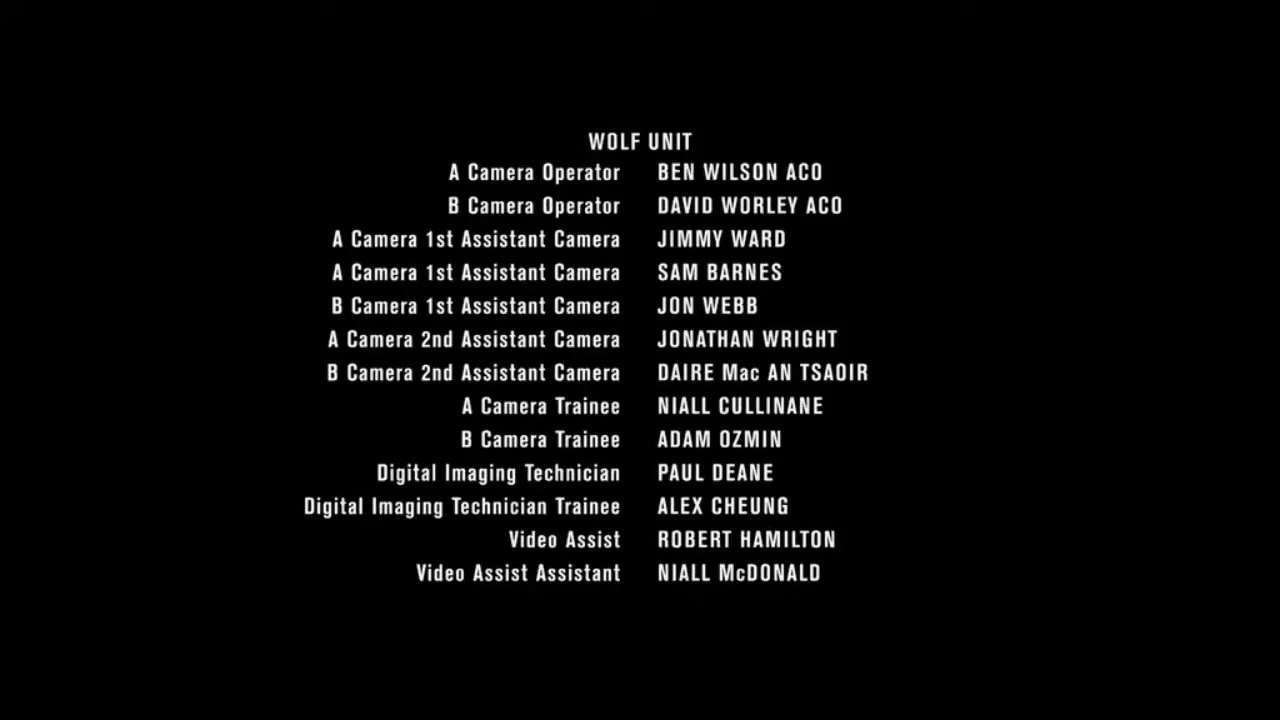 WOLF UNIT
A Camera Operator BEN WILSON ACO
B Camera Operator DAVID WORLEY ACO
A Camera 1st Assistant Camera JIMMY WARD
A Camera 1st Assistant Camera SAM BARNES
B Camera 1st Assistant Camera JON WEBB
A Camera 2nd Assistant Camera JONATHAN WRIGHT
B Camera 2nd Assistant Camera DAIRE Mac AN TSAOIR
A Camera Trainee NIALL CULLINANE
B Camera Trainee ADAM OZMIN
Digital Imaging Technician PAUL DEANE
Digital Imaging Technician Trainee ALEX CHEUNG
Video Assist ROBERT HAMILTON
Video Assist Assistant NIALL McDONALD